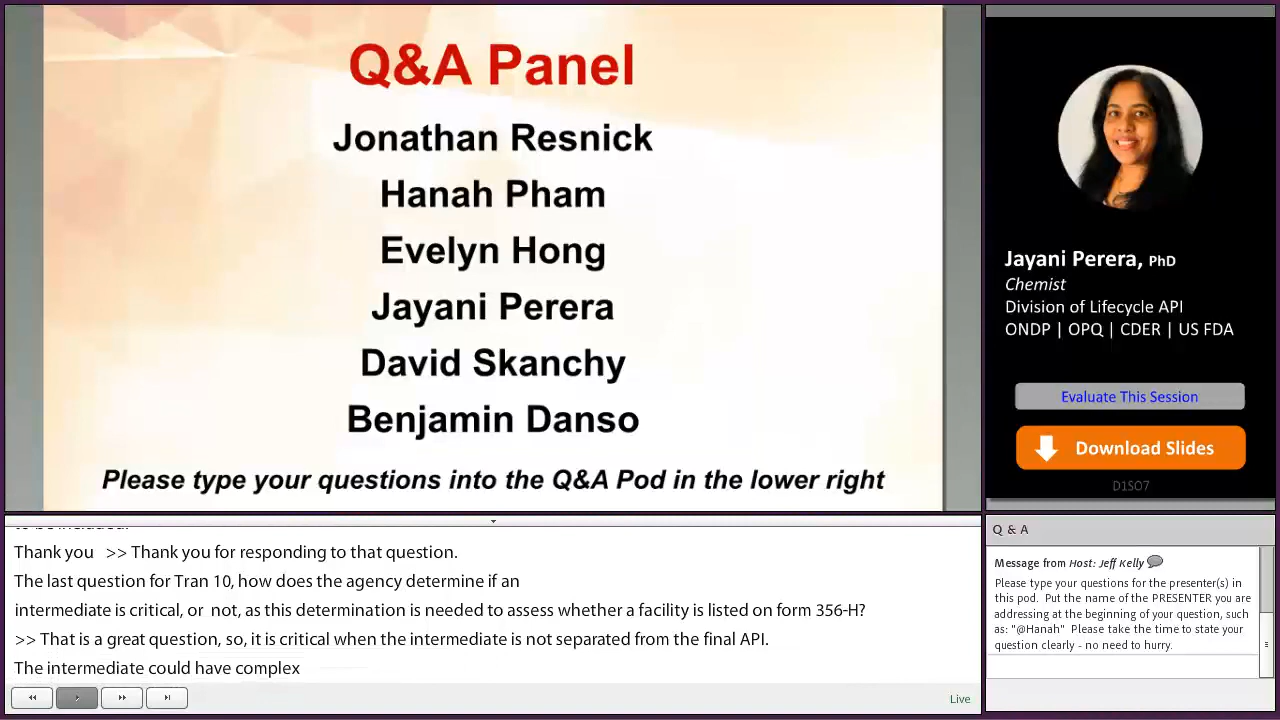 Q&A Panel
Jonathan Resnick
Hanah Pham
Evelyn Hong
Jayani Perera
David Skanchy
Benjamin Danso
Please type your questions into the Q&A Pod in the lower right
Jayani Perera, PhD
Chemist
Division of Lifecycle API
ONDP | OPQ | CDER | US FDA
Evaluate This Session
Download Slides
D1SO7
Thank you   >> Thank you for responding to that question.
The last question for Tran 10, how does the agency determine if an
intermediate is critical, or  not, as this determination is needed to assess whether a facility is listed on form 356-H?
>> That is a great question, so, it is critical when the intermediate is not separated from the final API.
The intermediate could have complex
Live
Q & A
Message from Host: Jeff Kelly
Please type your questions for the presenter(s) in
this pod.  Put the name of the PRESENTER you are
addressing at the beginning of your question, such
as: "@Hanah"  Please take the time to state your
question clearly - no need to hurry.